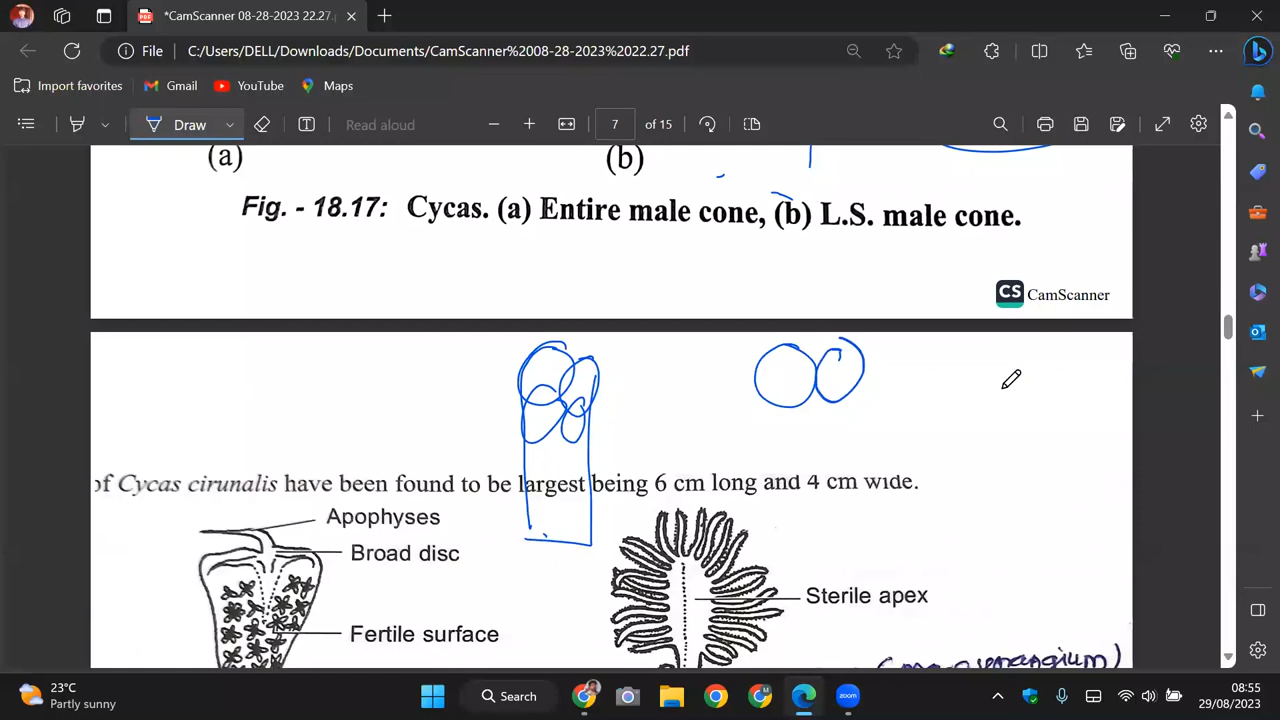 *CamScanner 08-28-2023 22.27.
File
C:/Users/DELL/Downloads/Documents/CamScanner%2008-28-2023%2022.27.pdf
Import favorites
Gmail
YouTube
Maps
Draw
Read aloud
7
of 15
(a)
(b)
Fig. - 18.17: Cycas. (a) Entire male cone, (b) L.S. male cone.
CS CamScanner
of Cycas cirunalis have been found to be largest being 6 cm long and 4 cm wide.
Apophyses
Broad disc
Sterile apex
Fertile surface
23°C
Partly sunny
Search
zoom
08:55
29/08/2023